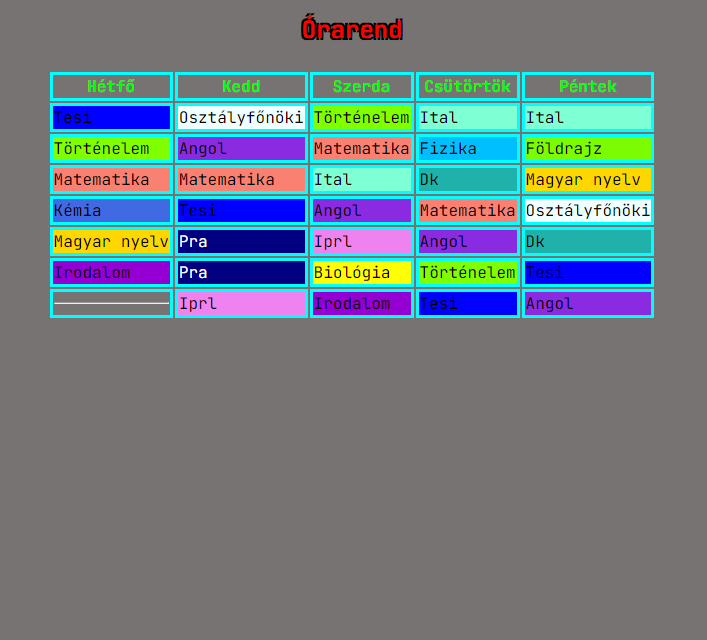 Órarend
Hétfő Kedd Szerda Csütörtök Péntek
Tesi Osztályfőnöki Történelem Ital Ital
Történelem Angol Matematika Fizika Földrajz
Matematika Matematika Ital Dk Magyar nyelv
Kémia Tesi Angol Matematika Osztályfőnöki
Magyar nyelv Pra Iprl Angol Dk
Irodalom Pra Biológia Történelem Tesi
Iprl Irodalom Tesi Angol